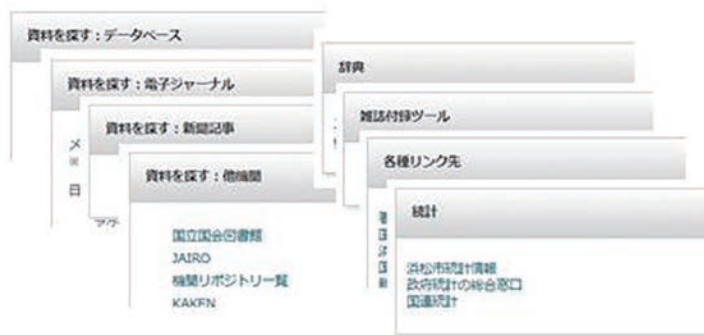 資料を探す：データベース
資料を探す：電子ジャーナル
資料を探す：新聞記事
資料を探す：他機関
国立国会図書館
JAIRO
機関リポジトリ一覧
KAKEN
辞典
雑誌付録ツール
各種リンク先
統計
浜松市統計情報
政府統計の総合窓口
国連統計